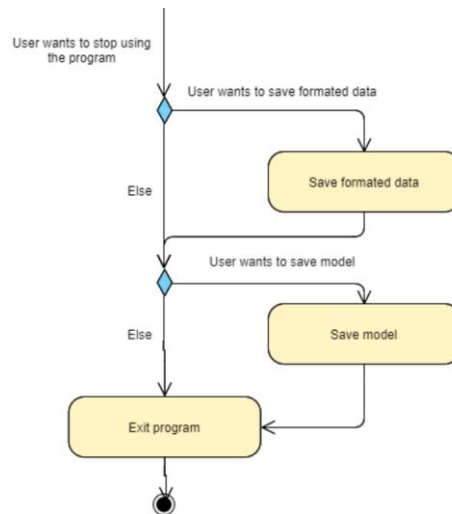 User wants to stop using
the program
User wants to save formated data
Save formated data
Else
User wants to save model
Save model
Else
Exit program